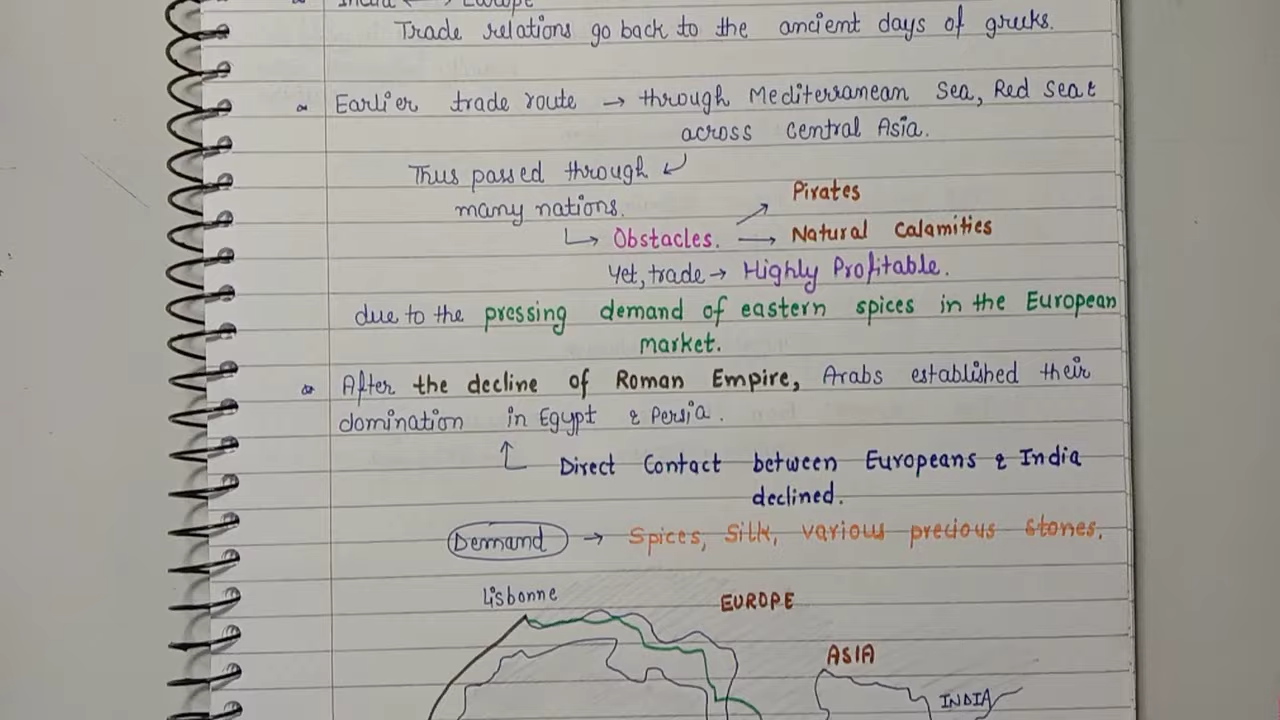 India ← → Europe
Trade relations go back to the ancient days of greeks.
Earlier trade route → through Mediterranean Sea, Red Sea &
across Central Asia.
Thus passed through ↙
many nations.
Pirates
↳ Obstacles. → Natural Calamities
Yet, trade → Highly Profitable.
due to the pressing demand of eastern spices in the European
market.
After the decline of Roman Empire, Arabs established their
domination in Egypt & Persia.
Direct Contact between Europeans & India
declined.
Demand → Spices, Silk, various precious stones.
Lisbonne
EUROPE
ASIA
INDIA